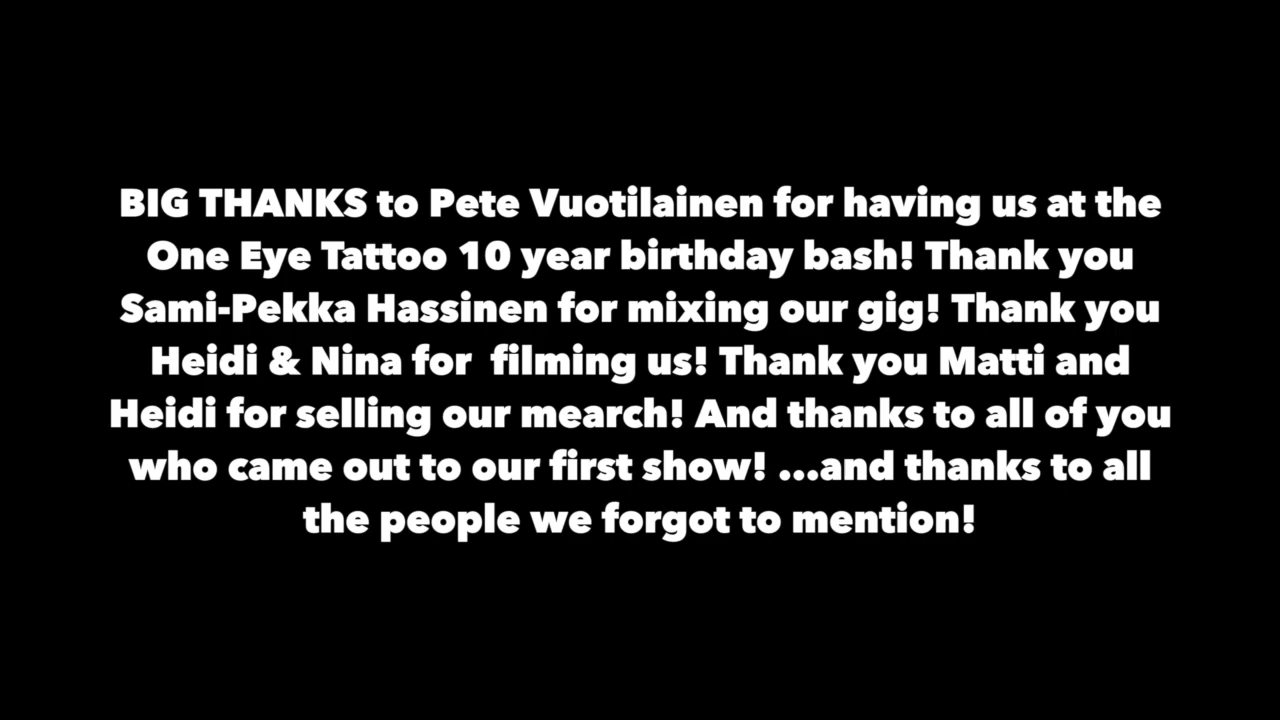 BIG THANKS to Pete Vuotilainen for having us at the
One Eye Tattoo 10 year birthday bash! Thank you
Sami-Pekka Hassinen for mixing our gig! Thank you
Heidi & Nina for  filming us! Thank you Matti and
Heidi for selling our mearch! And thanks to all of you
who came out to our first show! ...and thanks to all
the people we forgot to mention!